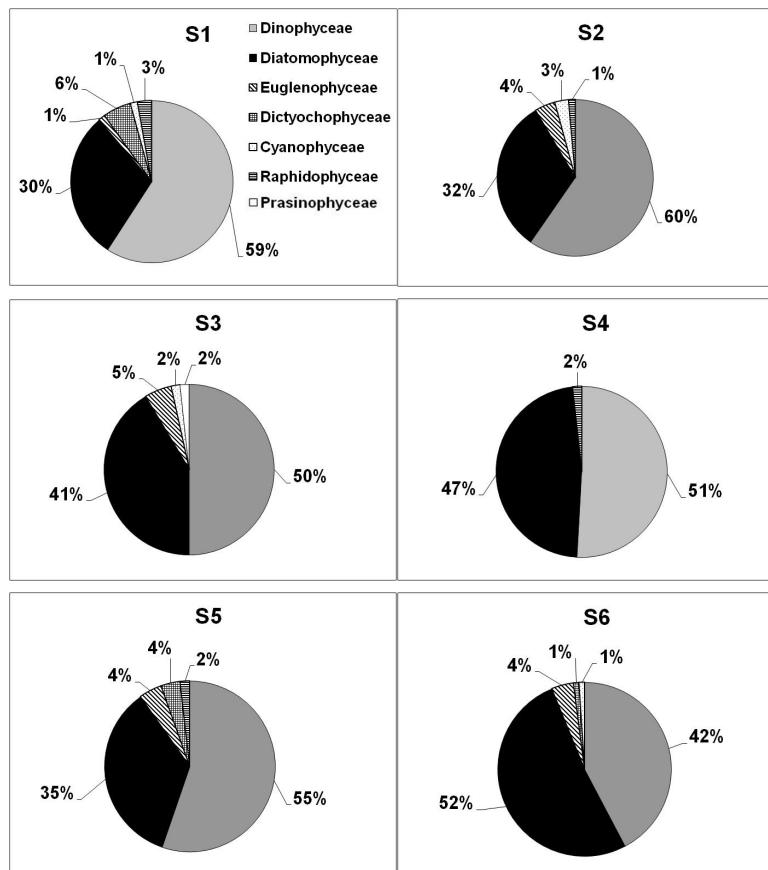 S1
Dinophyceae
Diatomophyceae
Euglenophyceae
Dictyochophyceae
Cyanophyceae
Raphidophyceae
Prasinophyceae
1%
3%
6%
1%
30%
59%
S2
3%
1%
4%
32%
60%
S3
2%
2%
5%
41%
50%
S4
2%
47%
51%
S5
4%
2%
4%
35%
55%
S6
1%
1%
4%
42%
52%